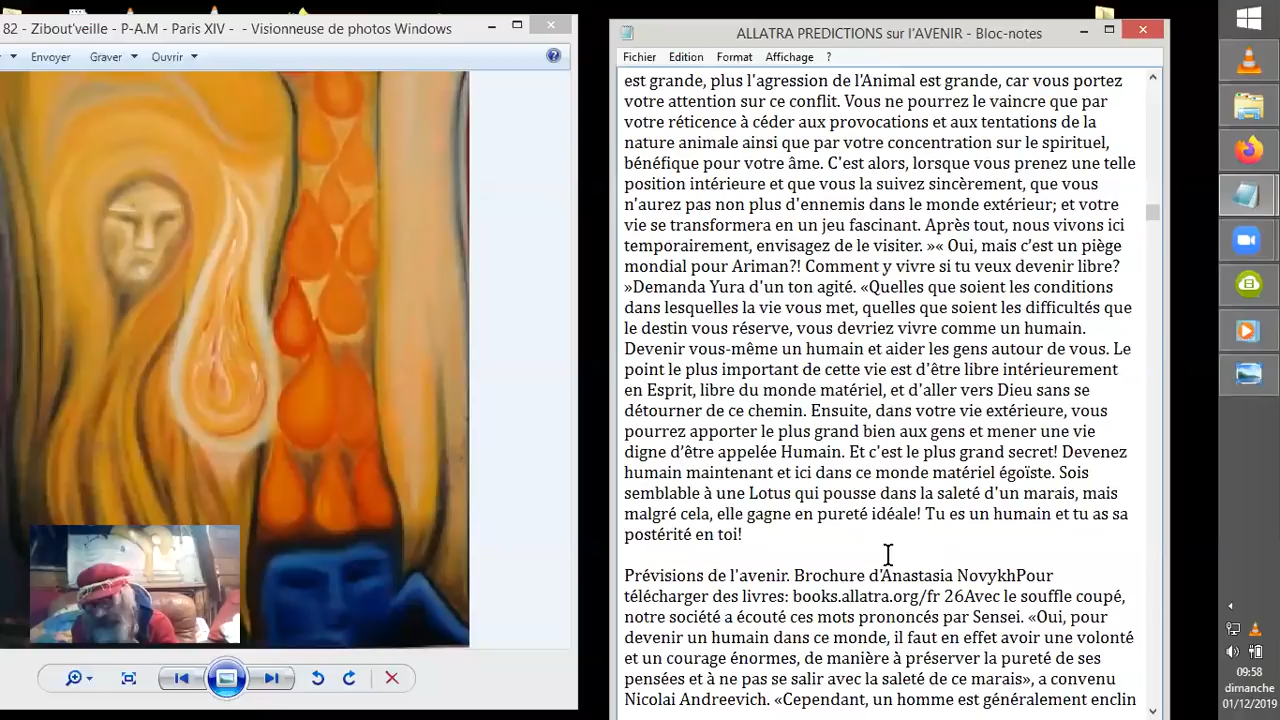 82 - Zibout'veille - P-A-M - Paris XIV - - Visionneuse de photos Windows
Envoyer Graver Ouvrir
ALLATRA PREDICTIONS sur l'AVENIR - Bloc-notes
Fichier Edition Format Affichage ?
est grande, plus l'agression de l'Animal est grande, car vous portez
votre attention sur ce conflit. Vous ne pourrez le vaincre que par
votre réticence à céder aux provocations et aux tentations de la
nature animale ainsi que par votre concentration sur le spirituel,
bénéfique pour votre âme. C'est alors, lorsque vous prenez une telle
position intérieure et que vous la suivez sincèrement, que vous
n'aurez pas non plus d'ennemis dans le monde extérieur; et votre
vie se transformera en un jeu fascinant. Après tout, nous vivons ici
temporairement, envisagez de le visiter. »« Oui, mais c'est un piège
mondial pour Ariman?! Comment y vivre si tu veux devenir libre?
»Demanda Yura d'un ton agité. «Quelles que soient les conditions
dans lesquelles la vie vous met, quelles que soient les difficultés que
le destin vous réserve, vous devriez vivre comme un humain.
Devenir vous-même un humain et aider les gens autour de vous. Le
point le plus important de cette vie est d'être libre intérieurement
en Esprit, libre du monde matériel, et d'aller vers Dieu sans se
détourner de ce chemin. Ensuite, dans votre vie extérieure, vous
pourrez apporter le plus grand bien aux gens et mener une vie
digne d'être appelée Humain. Et c'est le plus grand secret! Devenez
humain maintenant et ici dans ce monde matériel égoïste. Sois
semblable à une Lotus qui pousse dans la saleté d'un marais, mais
malgré cela, elle gagne en pureté idéale! Tu es un humain et tu as sa
postérité en toi!
Prévisions de l'avenir. Brochure d'Anastasia NovykhPour
télécharger des livres: books.allatra.org/fr 26Avec le souffle coupé,
notre société a écouté ces mots prononcés par Sensei. «Oui, pour
devenir un humain dans ce monde, il faut en effet avoir une volonté
et un courage énormes, de manière à préserver la pureté de ses
pensées et à ne pas se salir avec la saleté de ce marais», a convenu
Nicolai Andreevich. «Cependant, un homme est généralement enclin
09:58
dimanche
01/12/2019